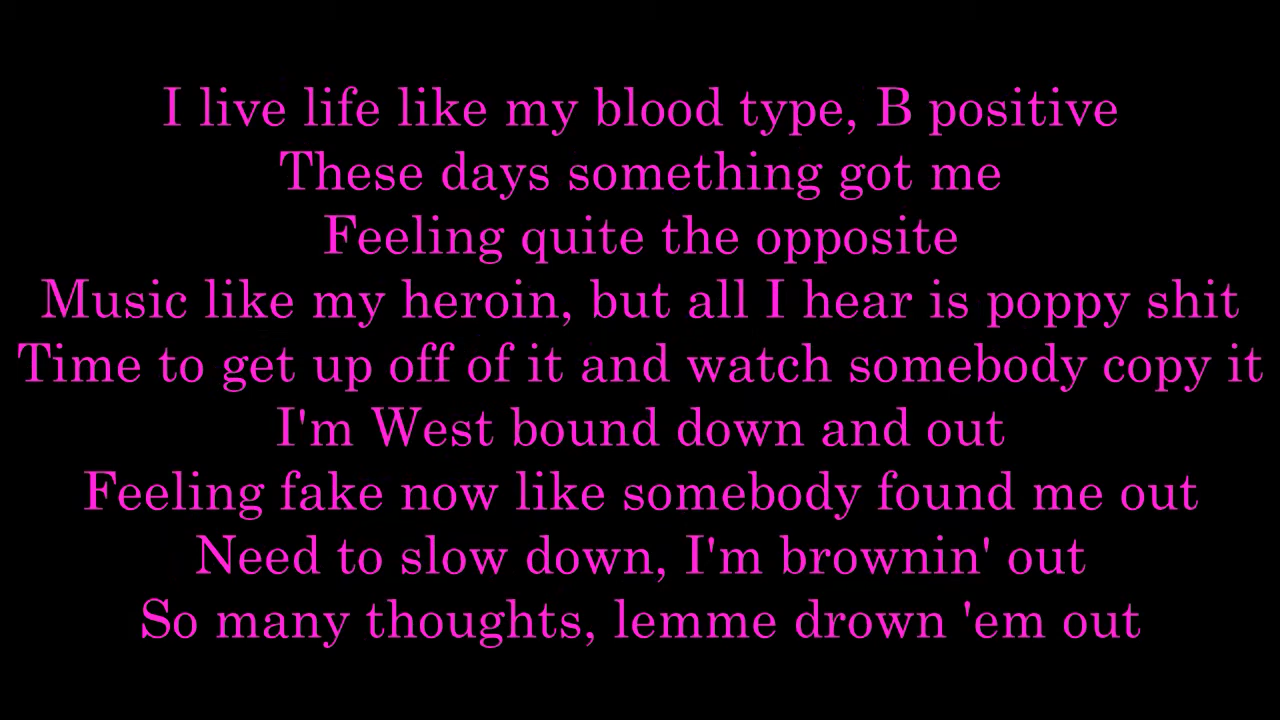 I live life like my blood type, B positive
These days something got me
Feeling quite the opposite
Music like my heroin, but all I hear is poppy shit
Time to get up off of it and watch somebody copy it
I'm West bound down and out
Feeling fake now like somebody found me out
Need to slow down, I'm brownin' out
So many thoughts, lemme drown 'em out